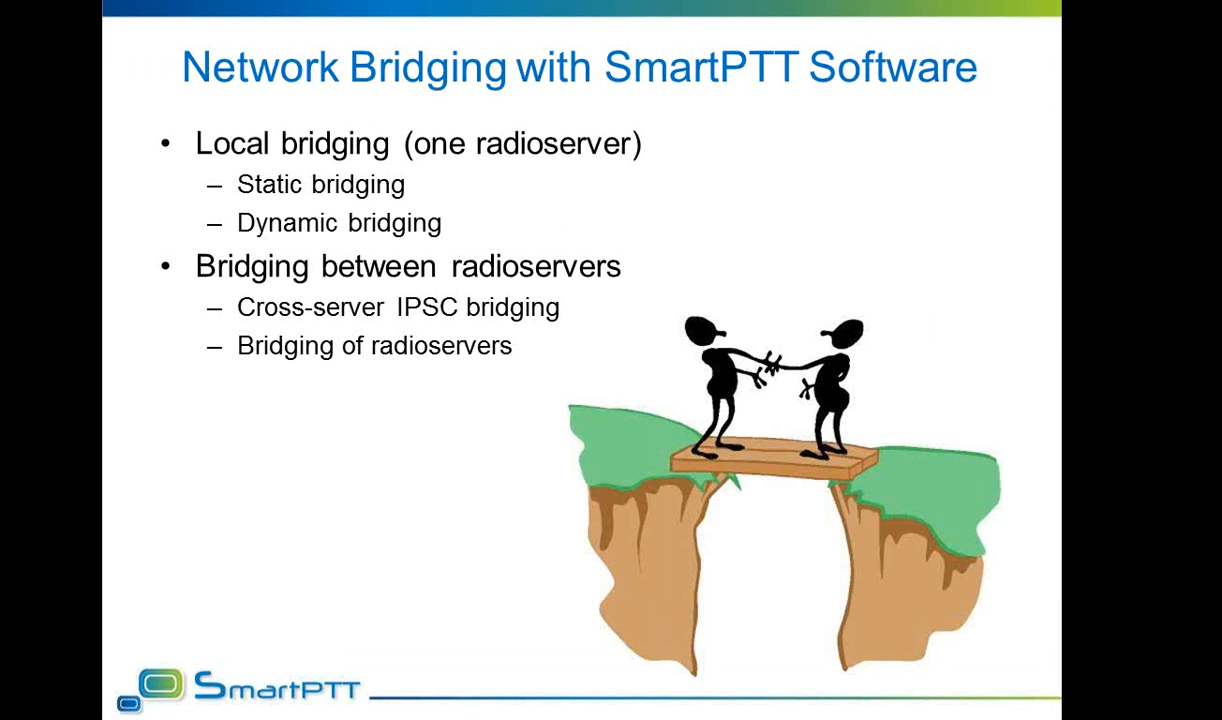 Network Bridging with SmartPTT Software
• Local bridging (one radioserver)
– Static bridging
– Dynamic bridging
• Bridging between radioservers
– Cross-server IPSC bridging
– Bridging of radioservers
SmartPTT